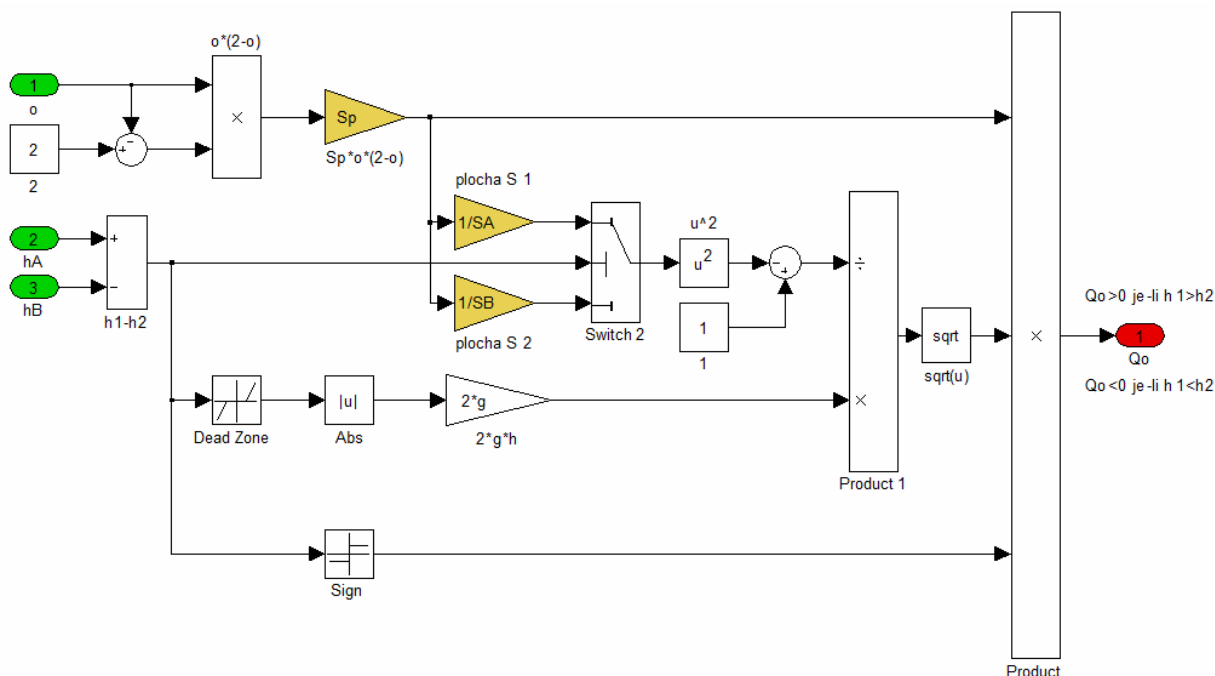 o*(2-o)
1
o
×
Sp
Sp*o*(2-o)
-
+
2
2
plocha S 1
1/SA
2
hA
3
hB
+
-
h1-h2
1/SB
plocha S 2
Switch 2
u^2
u²
-
+
1
1
÷
×
Product 1
sqrt
sqrt(u)
×
Qo>0 je-li h1>h2
1
Qo
Qo<0 je-li h1<h2
Dead Zone
|u|
Abs
2*g
2*g*h
Sign
Product